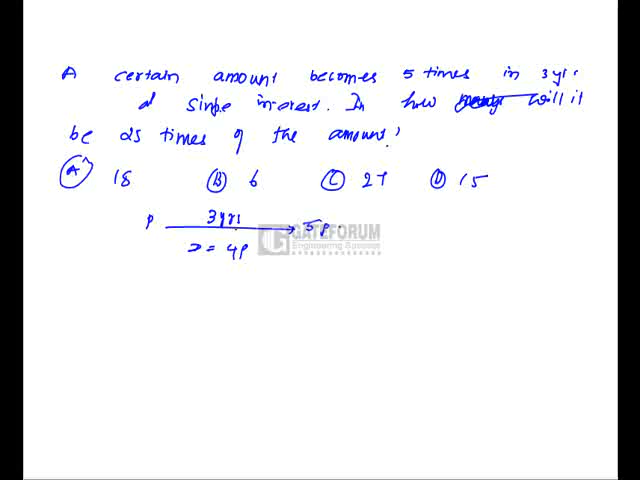 A certain amount becomes 5 times in 3 yrs
at simple interest. In how many will it
be 25 times of the amount?
(A) 18 (B) 6 (C) 27 (D) 15
P 3 yrs 5P
= 4P
GATEFORUM
Engineering Success